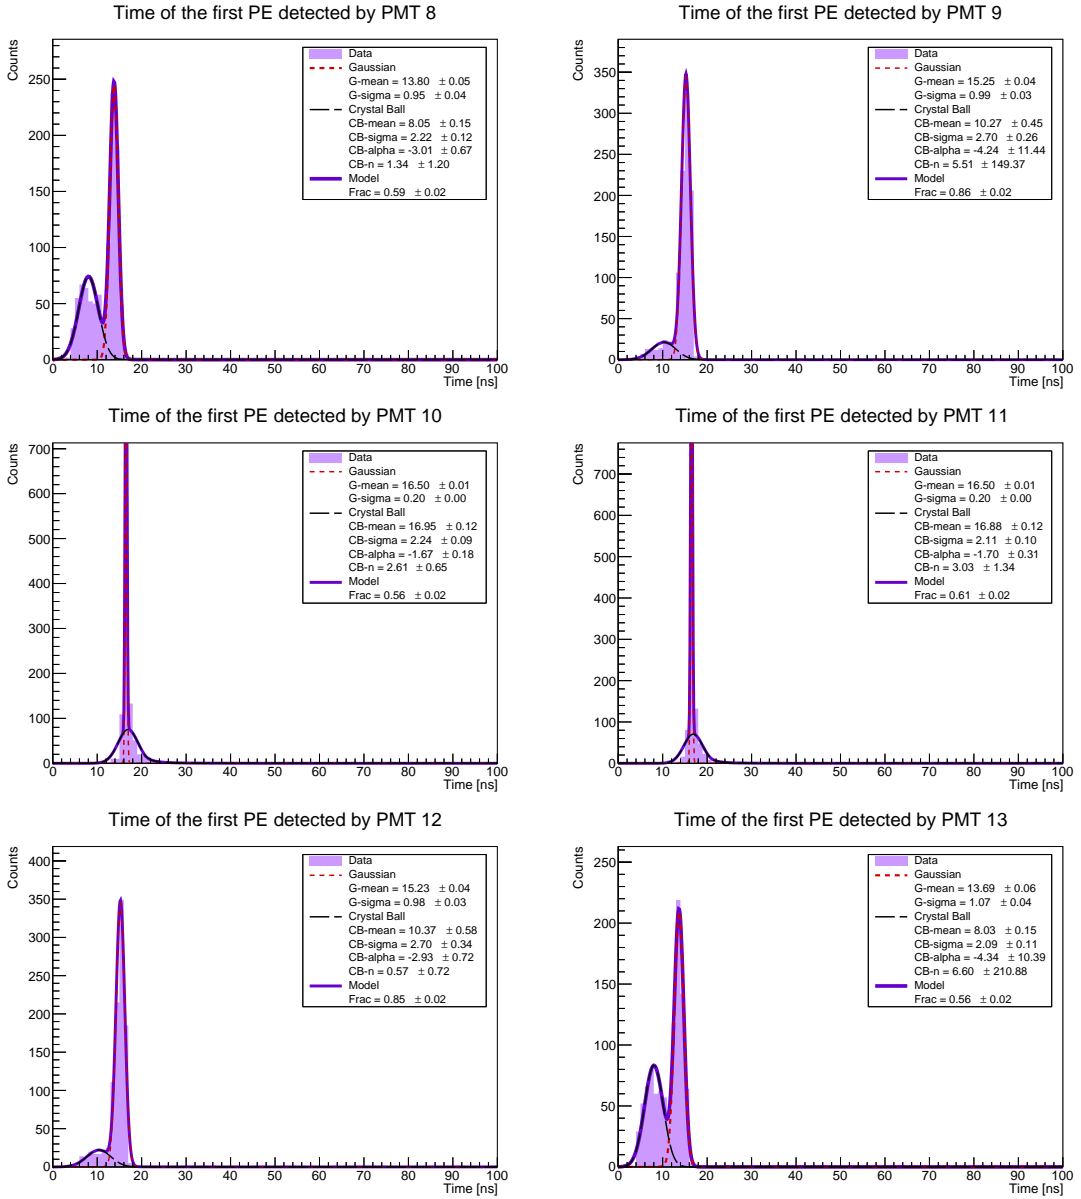 Time of the first PE detected by PMT 8
Counts
250
200
150
100
50
0
0 10 20 30 40 50 60 70 80 90 100
Time [ns]
Data
Gaussian
G-mean = 13.80 ± 0.05
G-sigma = 0.95 ± 0.04
Crystal Ball
CB-mean = 8.05 ± 0.15
CB-sigma = 2.22 ± 0.12
CB-alpha = -3.01 ± 0.67
CB-n = 1.34 ± 1.20
Model
Frac = 0.59 ± 0.02
Time of the first PE detected by PMT 9
Counts
350
300
250
200
150
100
50
0
0 10 20 30 40 50 60 70 80 90 100
Time [ns]
Data
Gaussian
G-mean = 15.25 ± 0.04
G-sigma = 0.99 ± 0.03
Crystal Ball
CB-mean = 10.27 ± 0.45
CB-sigma = 2.70 ± 0.26
CB-alpha = -4.24 ± 11.44
CB-n = 5.51 ± 149.37
Model
Frac = 0.86 ± 0.02
Time of the first PE detected by PMT 10
Counts
700
600
500
400
300
200
100
0
0 10 20 30 40 50 60 70 80 90 100
Time [ns]
Data
Gaussian
G-mean = 16.50 ± 0.01
G-sigma = 0.20 ± 0.00
Crystal Ball
CB-mean = 16.95 ± 0.12
CB-sigma = 2.24 ± 0.09
CB-alpha = -1.67 ± 0.18
CB-n = 2.61 ± 0.65
Model
Frac = 0.56 ± 0.02
Time of the first PE detected by PMT 11
Counts
700
600
500
400
300
200
100
0
0 10 20 30 40 50 60 70 80 90 100
Time [ns]
Data
Gaussian
G-mean = 16.50 ± 0.01
G-sigma = 0.20 ± 0.00
Crystal Ball
CB-mean = 16.88 ± 0.12
CB-sigma = 2.11 ± 0.10
CB-alpha = -1.70 ± 0.31
CB-n = 3.03 ± 1.34
Model
Frac = 0.61 ± 0.02
Time of the first PE detected by PMT 12
Counts
400
350
300
250
200
150
100
50
0
0 10 20 30 40 50 60 70 80 90 100
Time [ns]
Data
Gaussian
G-mean = 15.23 ± 0.04
G-sigma = 0.98 ± 0.03
Crystal Ball
CB-mean = 10.37 ± 0.58
CB-sigma = 2.70 ± 0.34
CB-alpha = -2.93 ± 0.72
CB-n = 0.57 ± 0.72
Model
Frac = 0.85 ± 0.02
Time of the first PE detected by PMT 13
Counts
250
200
150
100
50
0
0 10 20 30 40 50 60 70 80 90 100
Time [ns]
Data
Gaussian
G-mean = 13.69 ± 0.06
G-sigma = 1.07 ± 0.04
Crystal Ball
CB-mean = 8.03 ± 0.15
CB-sigma = 2.09 ± 0.11
CB-alpha = -4.34 ± 10.39
CB-n = 6.60 ± 210.88
Model
Frac = 0.56 ± 0.02